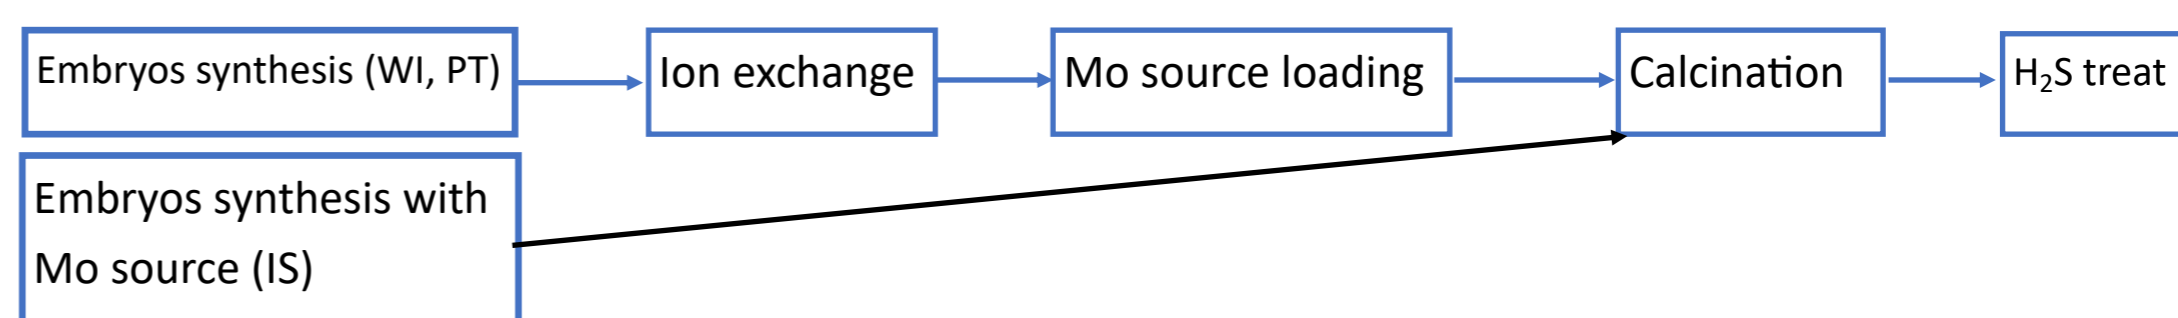 Embryos synthesis (WI, PT)
Ion exchange
Mo source loading
Calcination
H₂S treat
Embryos synthesis with
Mo source (IS)